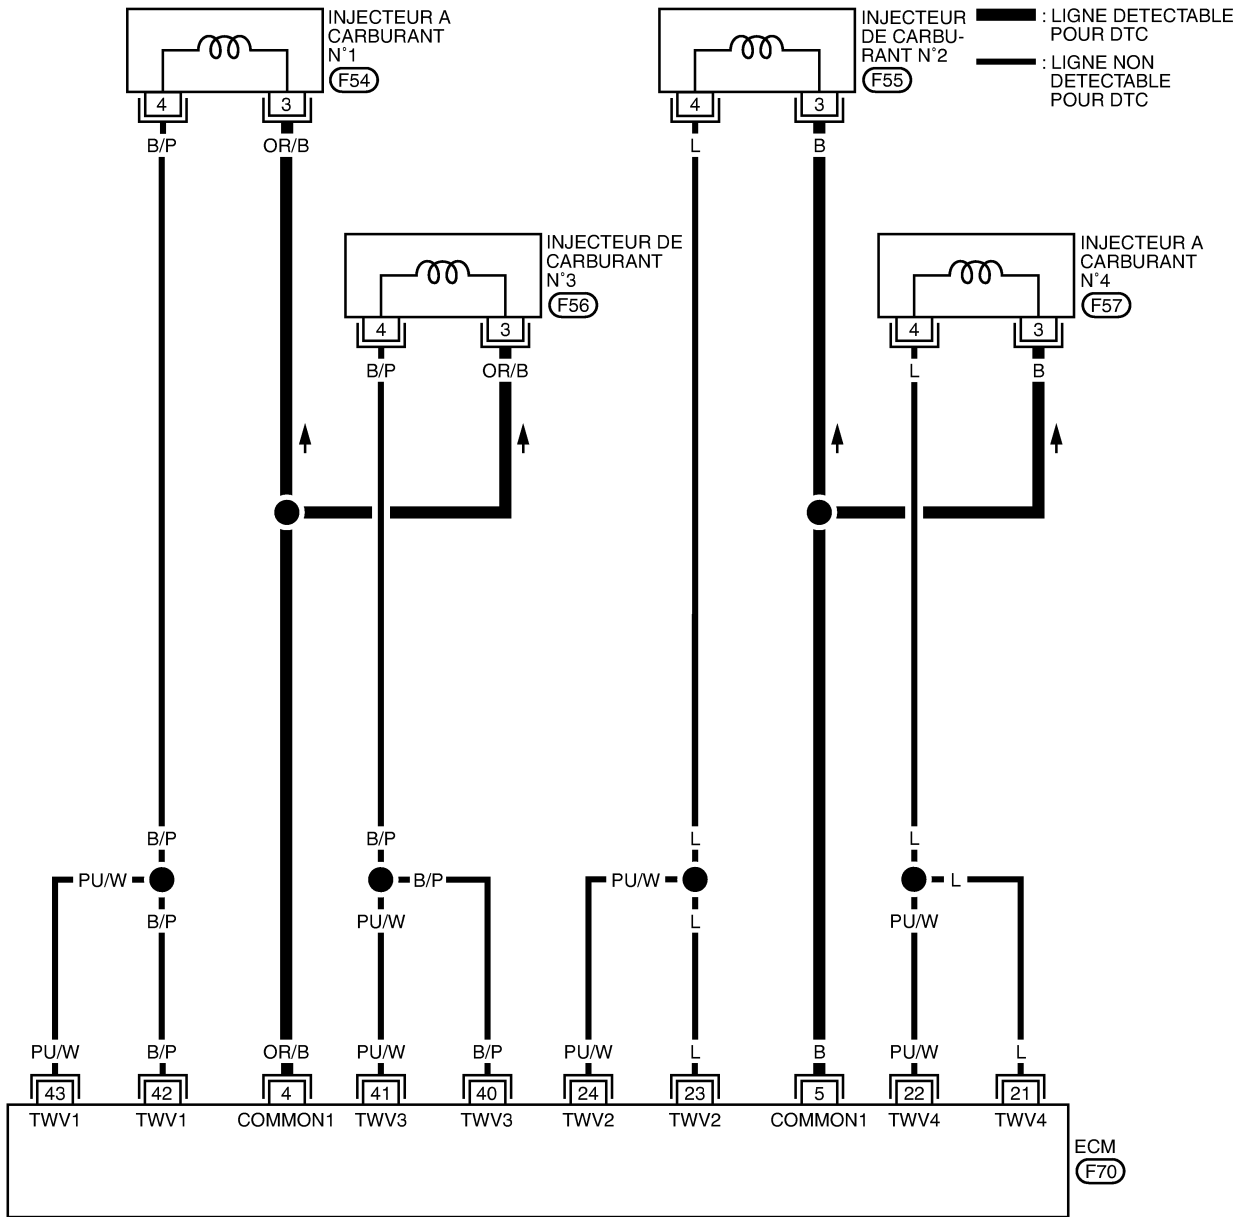 INJECTEUR A
CARBURANT
N°1
F54
INJECTEUR
DE CARBU-
RANT N°2
F55
: LIGNE DETECTABLE
POUR DTC
: LIGNE NON
DETECTABLE
POUR DTC
4 3 4 3
B/P OR/B L B
INJECTEUR DE
CARBURANT
N°3
F56
INJECTEUR A
CARBURANT
N°4
F57
4 3 4 3
B/P OR/B L B
B/P B/P L L
PU/W B/P PU/W L
B/P PU/W L PU/W
PU/W B/P OR/B PU/W B/P PU/W L B PU/W L
43 42 4 41 40 24 23 5 22 21
TWV1 TWV1 COMMON1 TWV3 TWV3 TWV2 TWV2 COMMON1 TWV4 TWV4
ECM
F70